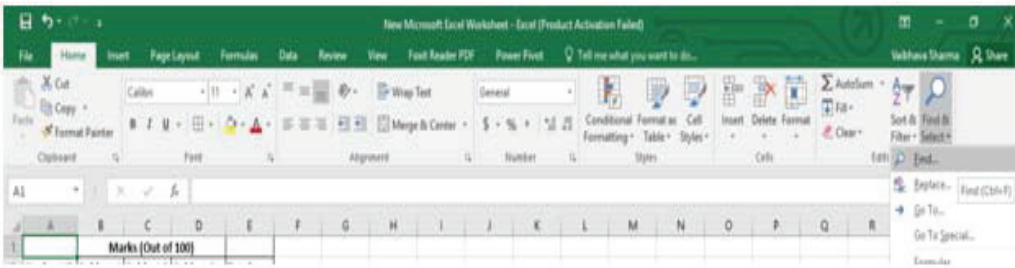 New Microsoft Excel Worksheet - Excel (Product Activation Failed)
File Home Insert Page Layout Formulas Data Review View Foxit Reader PDF Power Pivot Tell me what you want to do... Vaibhava Sharma Share
Cut
Copy
Format Painter
Paste
Clipboard
Calibri 11 A A
B I U A
Font
Wrap Text
Merge & Center
Alignment
General
$ %
Number
Conditional Formatting Format as Table Cell Styles
Styles
Insert Delete Format
Cells
AutoSum
Fill
Clear
Sort & Filter Find & Select
Find...
Replace...
Find (Ctrl+F)
Go To...
Go To Special...
A1 fx
A B C D E F G H I J K L M N O P Q R
1 Marks (Out of 100)